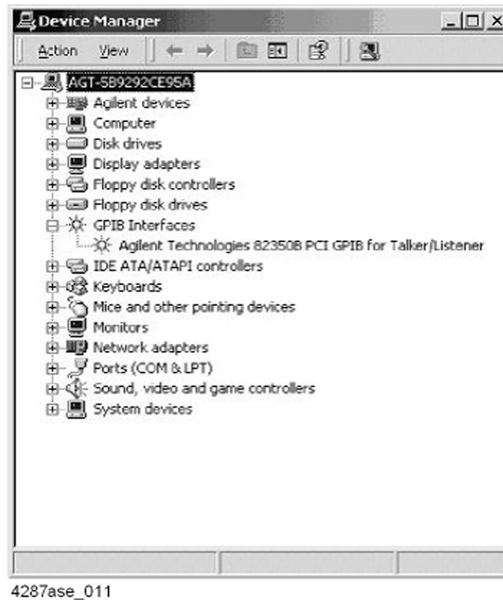 Device Manager
Action View
AGT-5B9292CE95A
Agilent devices
Computer
Disk drives
Display adapters
Floppy disk controllers
Floppy disk drives
GPIB Interfaces
Agilent Technologies 82350B PCI GPIB for Talker/Listener
IDE ATA/ATAPI controllers
Keyboards
Mice and other pointing devices
Monitors
Network adapters
Ports (COM & LPT)
Sound, video and game controllers
System devices
4287ase_011